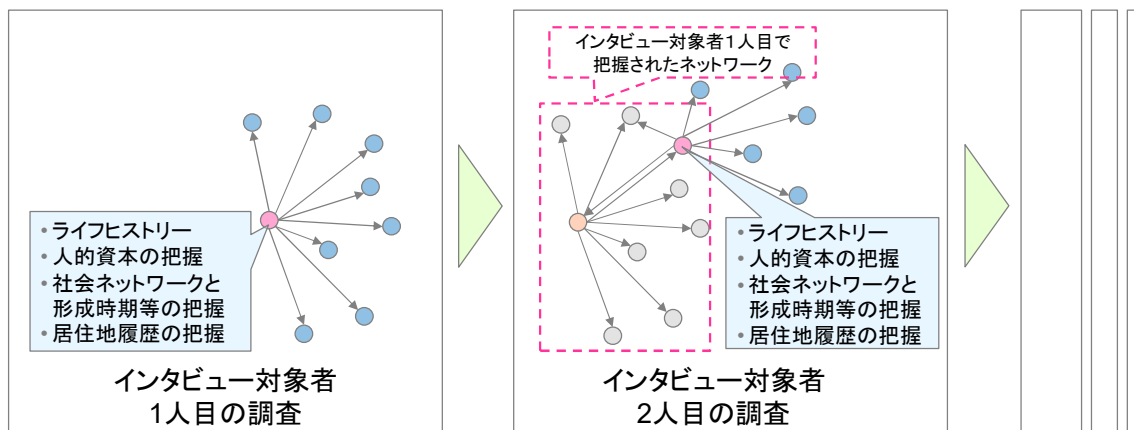 ・ライフヒストリー
・人的資本の把握
・社会ネットワークと
形成時期等の把握
・居住地履歴の把握
インタビュー対象者
1人目の調査
インタビュー対象者１人目で
把握されたネットワーク
・ライフヒストリー
・人的資本の把握
・社会ネットワークと
形成時期等の把握
・居住地履歴の把握
インタビュー対象者
2人目の調査